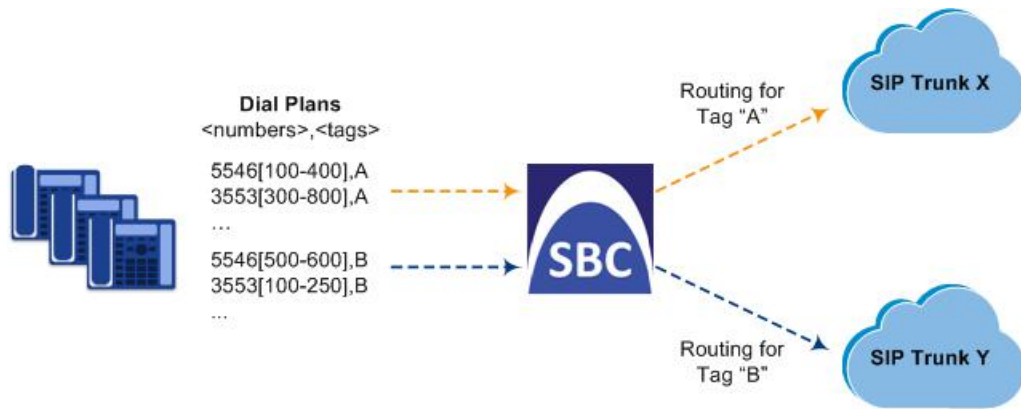 Dial Plans
<numbers>,<tags>
5546[100-400],A
3553[300-800],A
...
5546[500-600],B
3553[100-250],B
...
SBC
Routing for
Tag “A”
SIP Trunk X
Routing for
Tag “B”
SIP Trunk Y